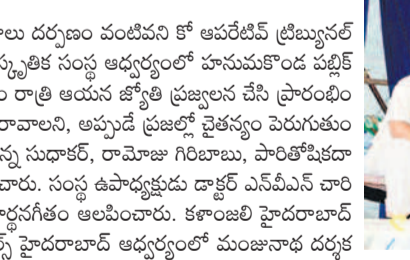 లు దర్పణం వంటివని కో ఆపరేటివ్ ట్రిబ్యునల్
స్కృతిక సంస్థ ఆధ్వర్యంలో హనుమకొండ పబ్లిక్
రాత్రి ఆయన జ్యోతి ప్రజ్వలన చేసి ప్రారంభిం
రావాలని, అప్పుడే ప్రజల్లో చైతన్యం పెరుగుతుం
న్న సుధాకర్, రామోజు గిరిబాబు, పారితోషికదా
చారు. సంస్థ ఉపాధ్యక్షుడు డాక్టర్ ఎన్‌వీఎన్ చారి
ార్థనగీతం ఆలపించారు. కళాంజలి హైదరాబాద్
ల్స్ హైదరాబాద్ ఆధ్వర్యంలో మంజునాథ దర్శక